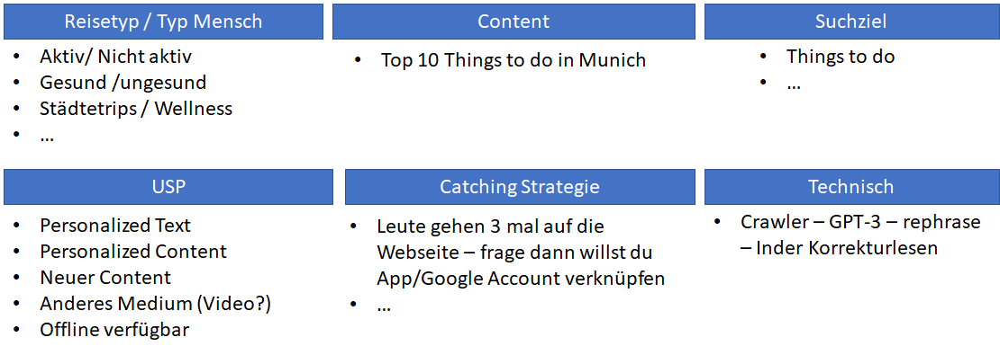 Reisetyp / Typ Mensch
• Aktiv/ Nicht aktiv
• Gesund /ungesund
• Städtetrips / Wellness
• ...
Content
• Top 10 Things to do in Munich
Suchziel
• Things to do
• ...
USP
• Personalized Text
• Personalized Content
• Neuer Content
• Anderes Medium (Video?)
• Offline verfügbar
Catching Strategie
• Leute gehen 3 mal auf die
Webseite – frage dann willst du
App/Google Account verknüpfen
• ...
Technisch
• Crawler – GPT-3 – rephrase
– Inder Korrekturlesen